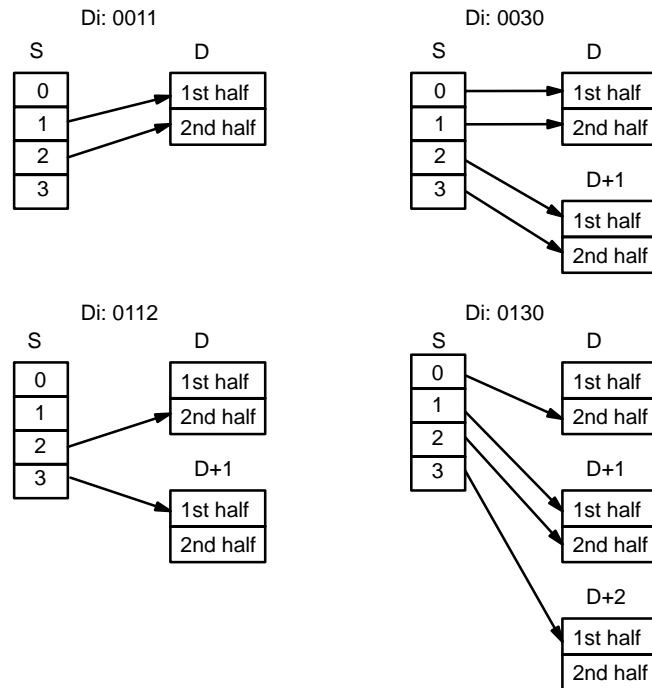 Di: 0011
S D
0
1
2
3
1st half
2nd half
Di: 0030
S D
0
1
2
3
1st half
2nd half
D+1
1st half
2nd half
Di: 0112
S D
0
1
2
3
1st half
2nd half
D+1
1st half
2nd half
Di: 0130
S D
0
1
2
3
1st half
2nd half
D+1
1st half
2nd half
D+2
1st half
2nd half